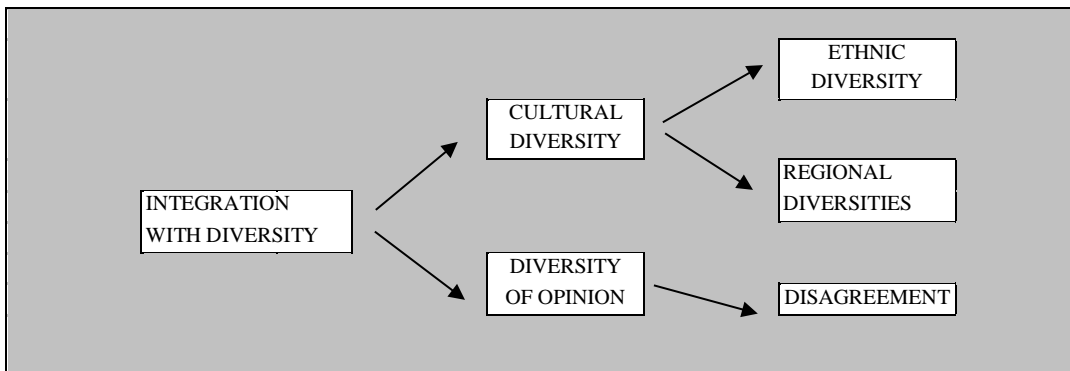 INTEGRATION
WITH DIVERSITY
CULTURAL
DIVERSITY
DIVERSITY
OF OPINION
ETHNIC
DIVERSITY
REGIONAL
DIVERSITIES
DISAGREEMENT